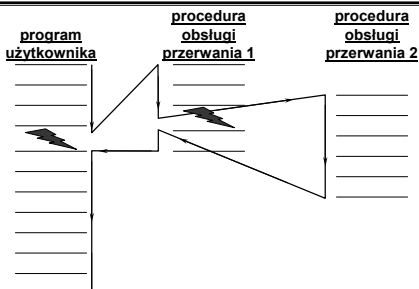 program
użytkownika
procedura
obsługi
przerwania 1
procedura
obsługi
przerwania 2